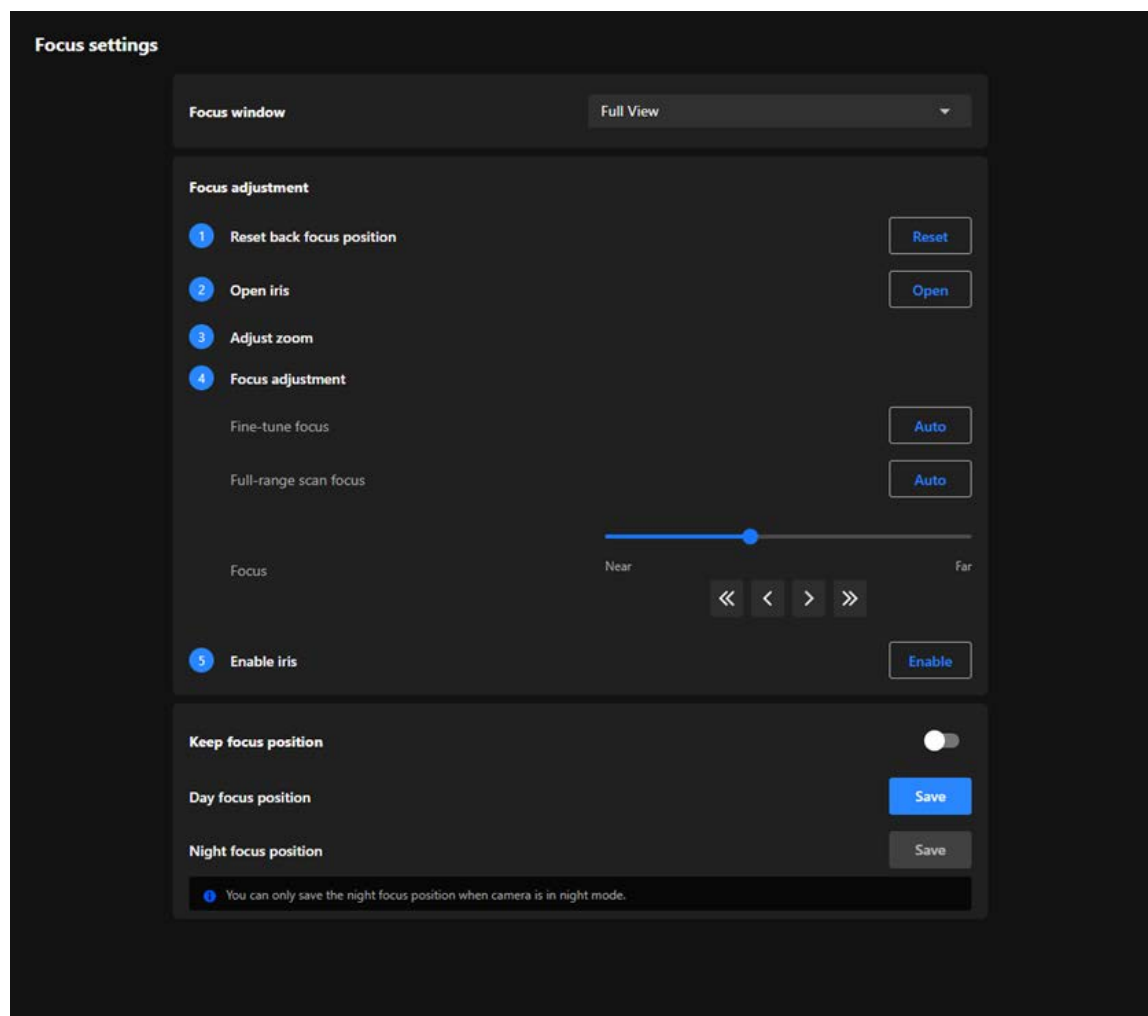 Focus settings
Focus window
Full View
Focus adjustment
1 Reset back focus position
Reset
2 Open iris
Open
3 Adjust zoom
4 Focus adjustment
Fine-tune focus
Auto
Full-range scan focus
Auto
Focus
Near
Far
5 Enable iris
Enable
Keep focus position
Day focus position
Save
Night focus position
Save
You can only save the night focus position when camera is in night mode.